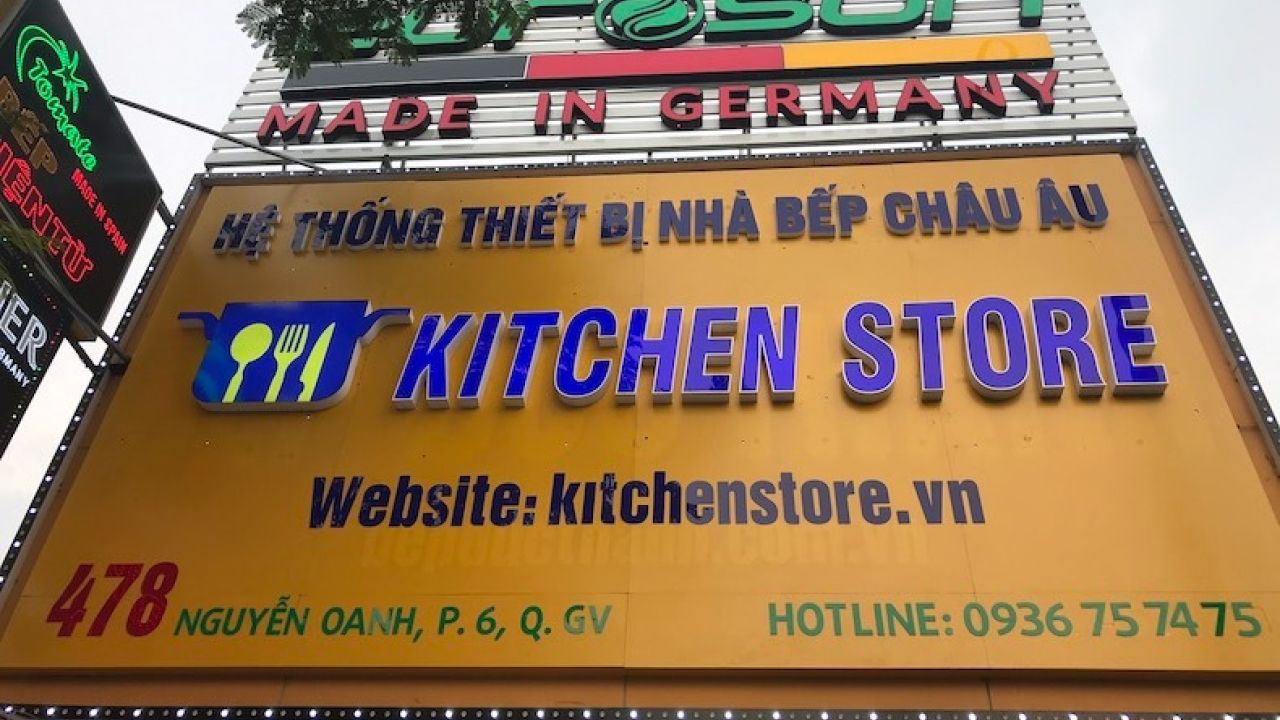 MADE IN GERMANY
Tomato
MADE IN SPAIN
BẾP
HỆ THỐNG THIẾT BỊ NHÀ BẾP CHÂU ÂU
KITCHEN STORE
Website: kitchenstore.vn
478 NGUYỄN OANH, P. 6, Q. GV
HOTLINE: 0936 757475